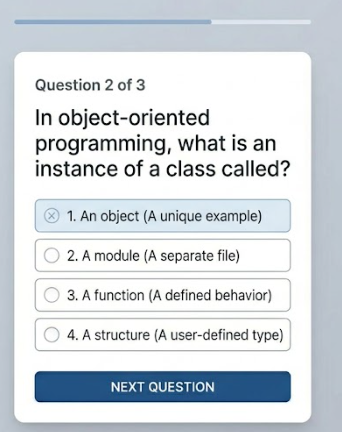 Question 2 of 3
In object-oriented
programming, what is an
instance of a class called?
1. An object (A unique example)
2. A module (A separate file)
3. A function (A defined behavior)
4. A structure (A user-defined type)
NEXT QUESTION